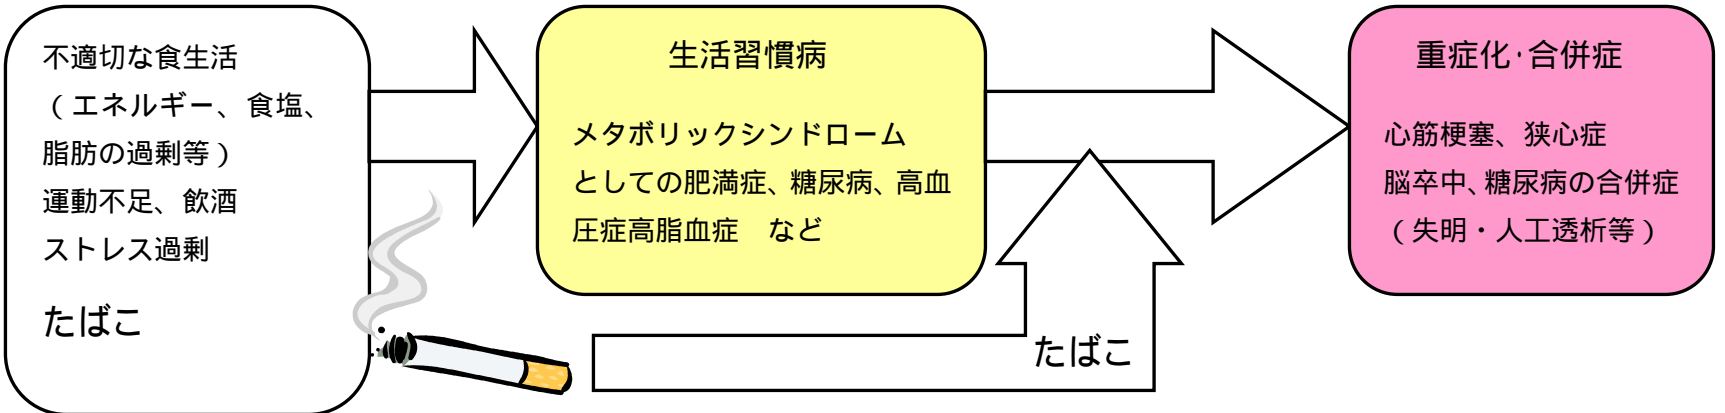 不適切な食生活
（エネルギー、食塩、
脂肪の過剰等）
運動不足、飲酒
ストレス過剰
たばこ
生活習慣病
メタボリックシンドローム
としての肥満症、糖尿病、高血
圧症高脂血症　など
たばこ
重症化・合併症
心筋梗塞、狭心症
脳卒中、糖尿病の合併症
（失明・人工透析等）